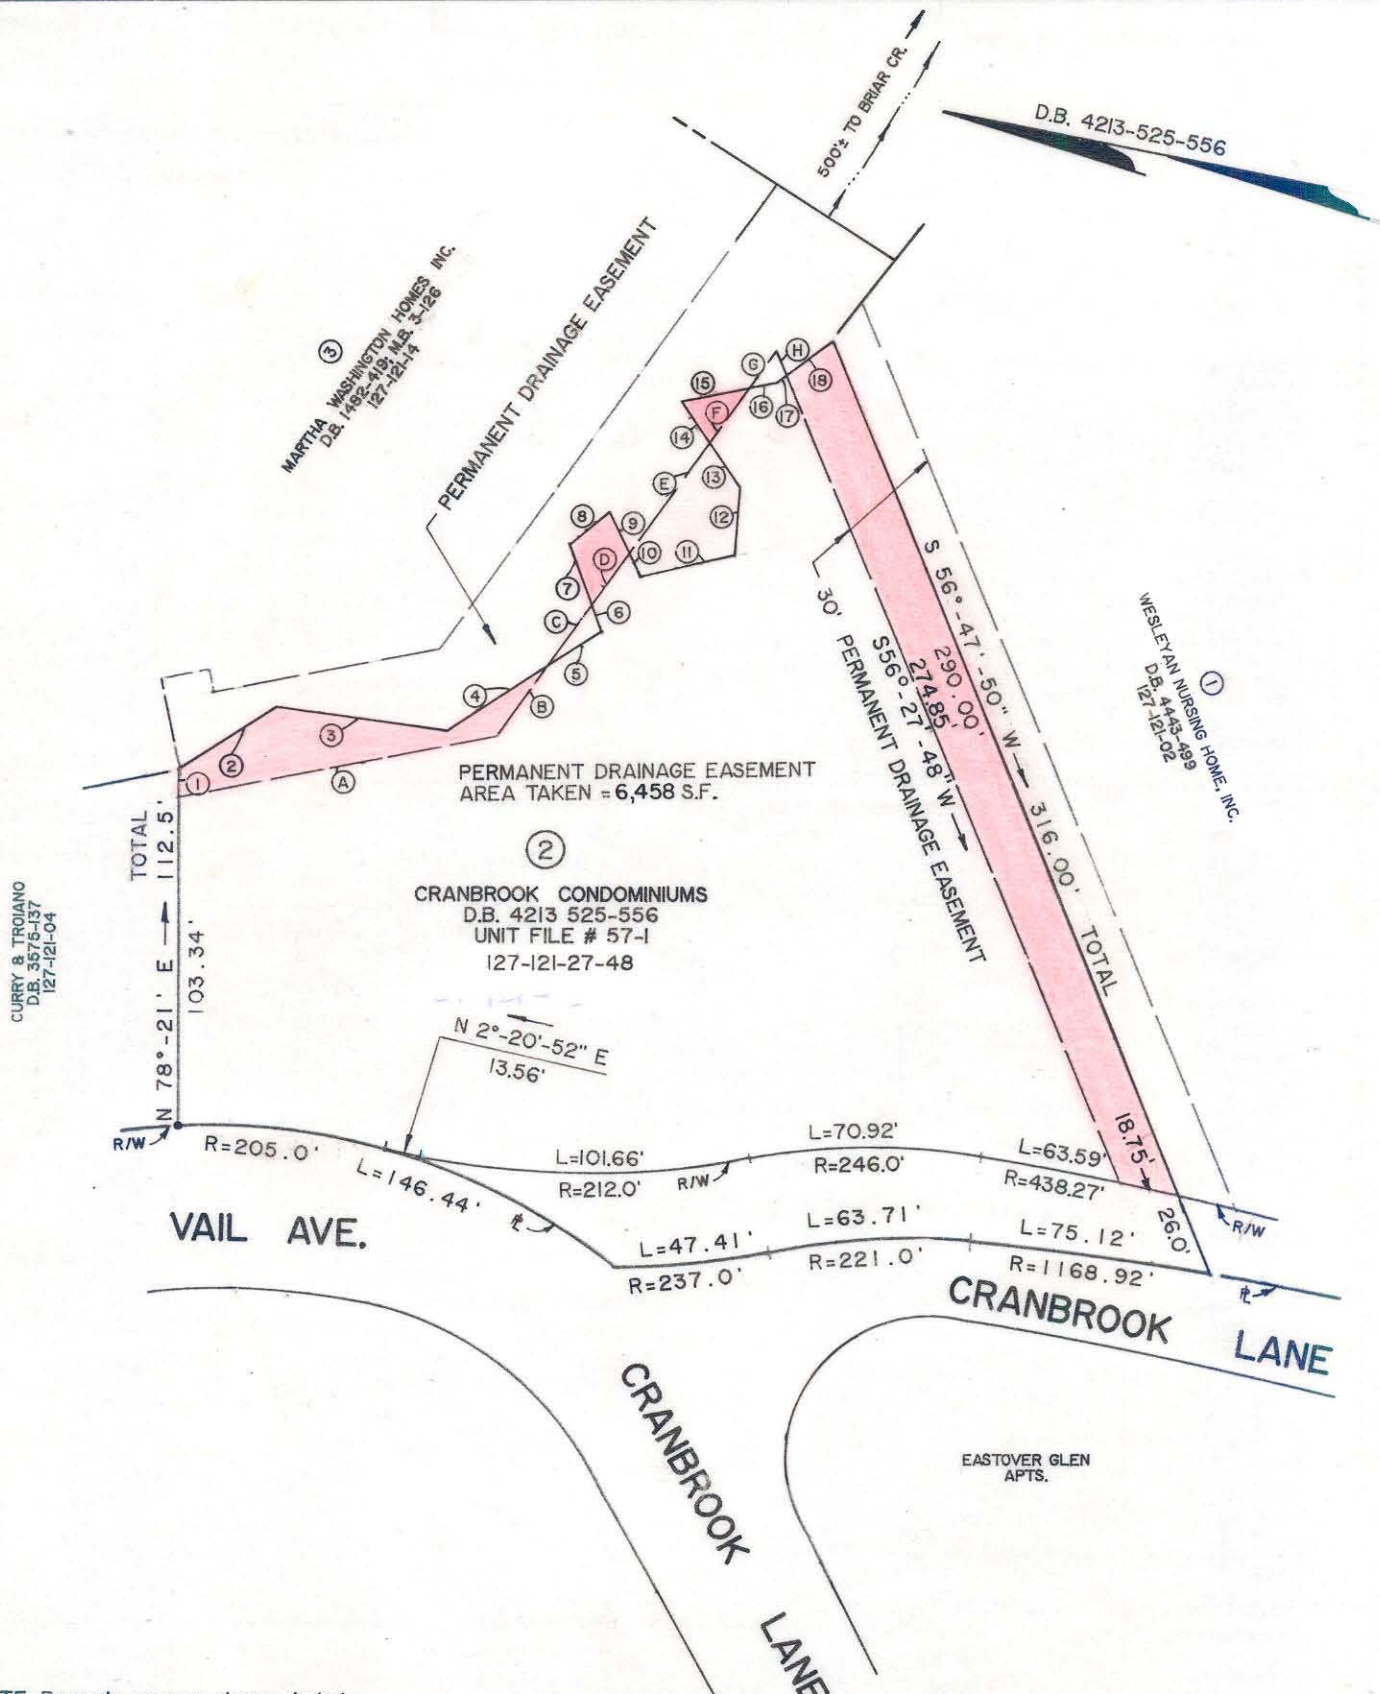 500'± TO BRIAR CR.
D.B. 4213-525-556
PERMANENT DRAINAGE EASEMENT
3
MARTHA WASHINGTON HOMES INC.
D.B. 1482-419; M.B. 3-126
127-121-14
G
H
15
18
F
16
17
14
E
13
8
9
12
D
10
11
7
C
6
5
4
B
3
2
1
A
S 56°-47'-50" W 316.00' TOTAL
290.00'
274.85'
S56°-27'-48" W
30' PERMANENT DRAINAGE EASEMENT
1
WESLEYAN NURSING HOME, INC.
D.B. 4443-499
127-121-02
PERMANENT DRAINAGE EASEMENT
AREA TAKEN = 6,458 S.F.
2
CRANBROOK CONDOMINIUMS
D.B. 4213 525-556
UNIT FILE # 57-1
127-121-27-48
N 78°-21' E 112.5'
TOTAL
103.34'
CURRY & TROIANO
D.B. 3575-137
127-121-04
N 2°-20'-52" E
13.56'
R/W
R=205.0'
L=146.44'
L=101.66'
R=212.0'
R/W
L=70.92'
R=246.0'
L=63.59'
R=438.27'
18.75'
26.0'
R/W
VAIL AVE.
PL
L=47.41'
R=237.0'
L=63.71'
R=221.0'
L=75.12'
R=1168.92'
PL
CRANBROOK LANE
CRANBROOK LANE
EASTOVER GLEN
APTS.